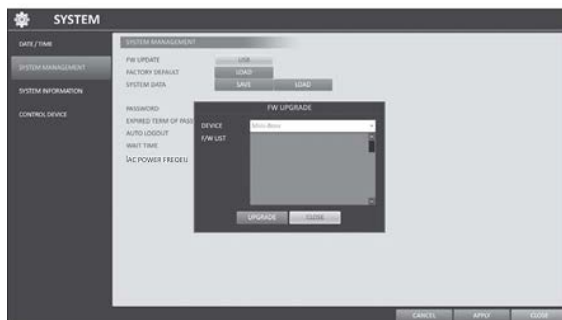 SYSTEM
DATE / TIME
SYSTEM MANAGEMENT
SYSTEM INFORMATION
CONTROL DEVICE
SYSTEM MANAGEMENT
FW UPDATE USB
FACTORY DEFAULT LOAD
SYSTEM DATA SAVE LOAD
PASSWORD
EXPIRED TERM OF PASS
AUTO LOGOUT
WAIT TIME
AC POWER FREQEU
FW UPGRADE
DEVICE
F/W LIST
UPGRADE CLOSE
CANCEL APPLY CLOSE